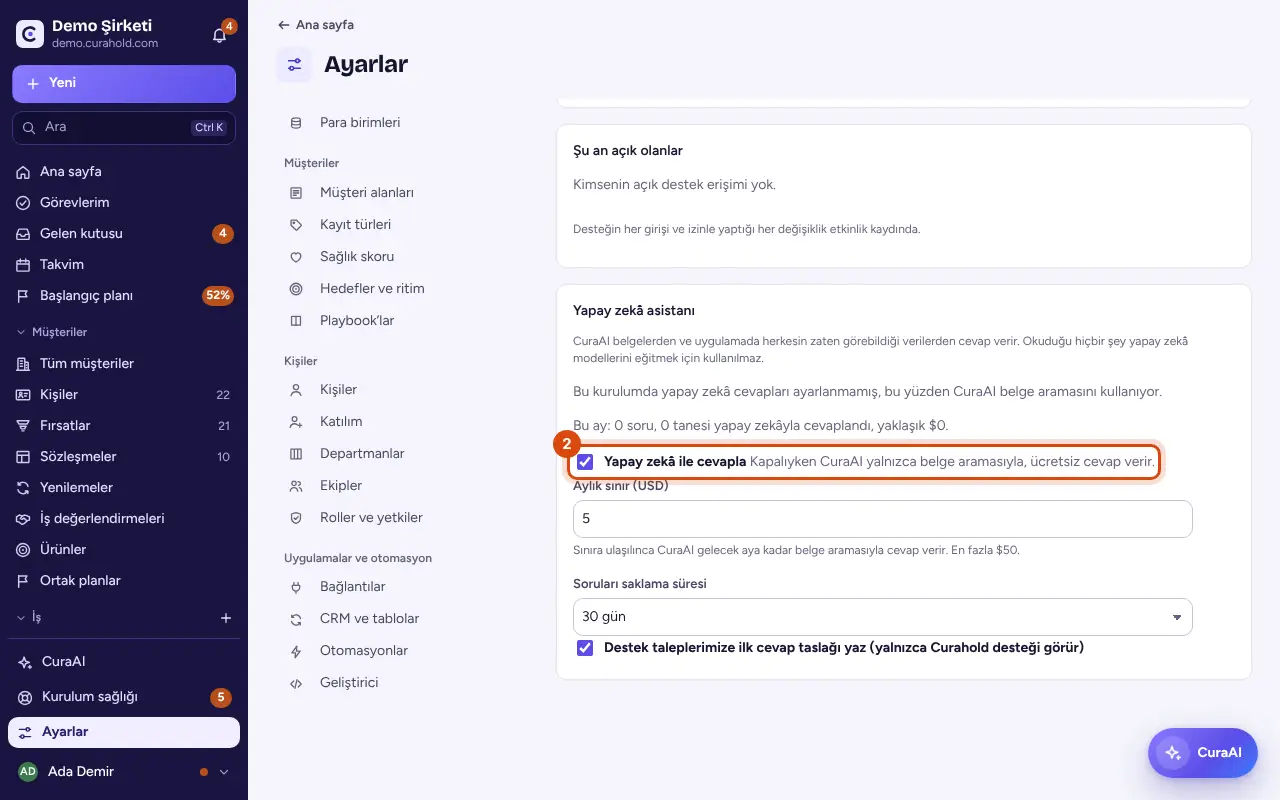 Demo Şirketi
demo.curahold.com
4
Yeni
Ara
Ctrl K
Ana sayfa
Görevlerim
Gelen kutusu
4
Takvim
Başlangıç planı
52%
Müşteriler
Tüm müşteriler
Kişiler
22
Fırsatlar
21
Sözleşmeler
10
Yenilemeler
İş değerlendirmeleri
Ürünler
Ortak planlar
İş
CuraAI
Kurulum sağlığı
5
Ayarlar
AD
Ada Demir
Ana sayfa
Ayarlar
Para birimleri
Müşteriler
Müşteri alanları
Kayıt türleri
Sağlık skoru
Hedefler ve ritim
Playbook'lar
Kişiler
Kişiler
Katılım
Departmanlar
Ekipler
Roller ve yetkiler
Uygulamalar ve otomasyon
Bağlantılar
CRM ve tablolar
Otomasyonlar
Geliştirici
Şu an açık olanlar
Kimsenin açık destek erişimi yok.
Desteğin her girişi ve izinle yaptığı her değişiklik etkinlik kaydında.
Yapay zekâ asistanı
CuraAI belgelerden ve uygulamada herkesin zaten görebildiği verilerden cevap verir. Okuduğu hiçbir şey yapay zekâ
modellerini eğitmek için kullanılmaz.
Bu kurulumda yapay zekâ cevapları ayarlanmamış, bu yüzden CuraAI belge aramasını kullanıyor.
Bu ay: 0 soru, 0 tanesi yapay zekâyla cevaplandı, yaklaşık $0.
2
Yapay zekâ ile cevapla Kapalıyken CuraAI yalnızca belge aramasıyla, ücretsiz cevap verir.
Aylık sınır (USD)
5
Sınıra ulaşılınca CuraAI gelecek aya kadar belge aramasıyla cevap verir. En fazla $50.
Soruları saklama süresi
30 gün
Destek taleplerimize ilk cevap taslağı yaz (yalnızca Curahold desteği görür)
CuraAI